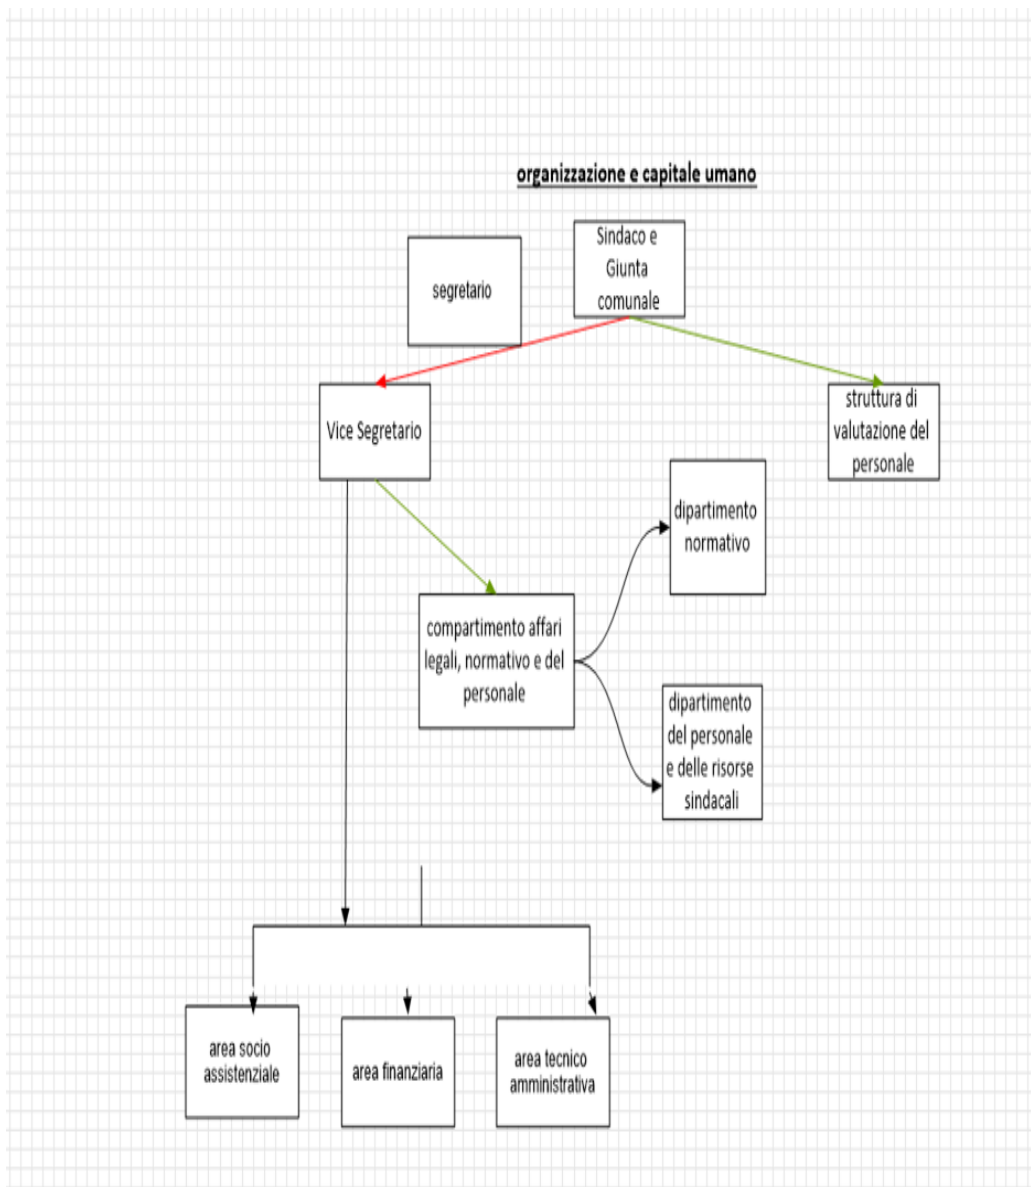 organizzazione e capitale umano
segretario
Sindaco e
Giunta
comunale
Vice Segretario
struttura di
valutazione del
personale
dipartimento
normativo
compartimento affari
legali, normativo e del
personale
dipartimento
del personale
e delle risorse
sindacali
area socio
assistenziale
area finanziaria
area tecnico
amministrativa